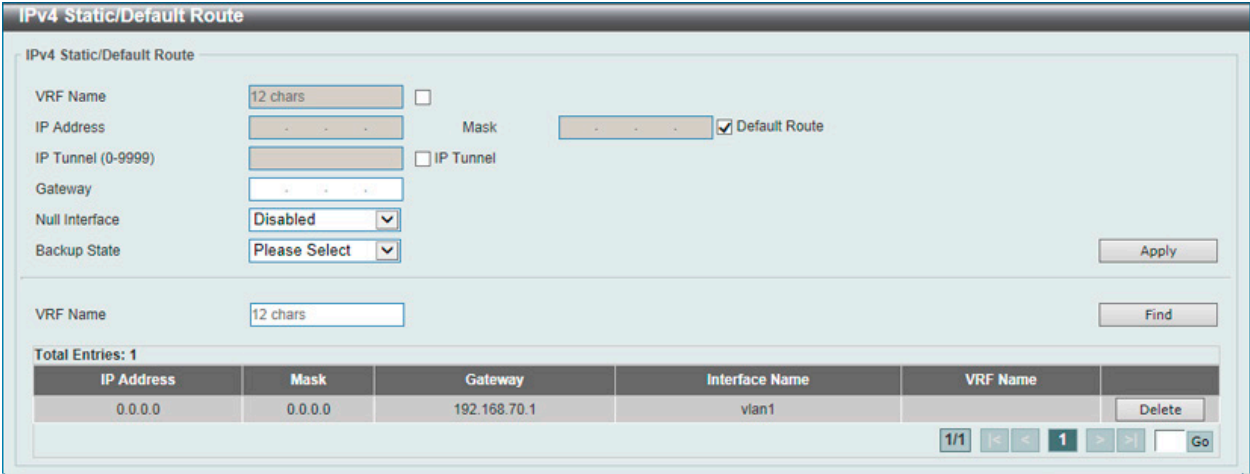 IPv4 Static/Default Route
IPv4 Static/Default Route
VRF Name 12 chars
IP Address . . . Mask . . . Default Route
IP Tunnel (0-9999) IP Tunnel
Gateway . . .
Null Interface Disabled
Backup State Please Select Apply
VRF Name 12 chars Find
Total Entries: 1
IP Address Mask Gateway Interface Name VRF Name
0.0.0.0 0.0.0.0 192.168.70.1 vlan1 Delete
1/1 |< < 1 > >| Go